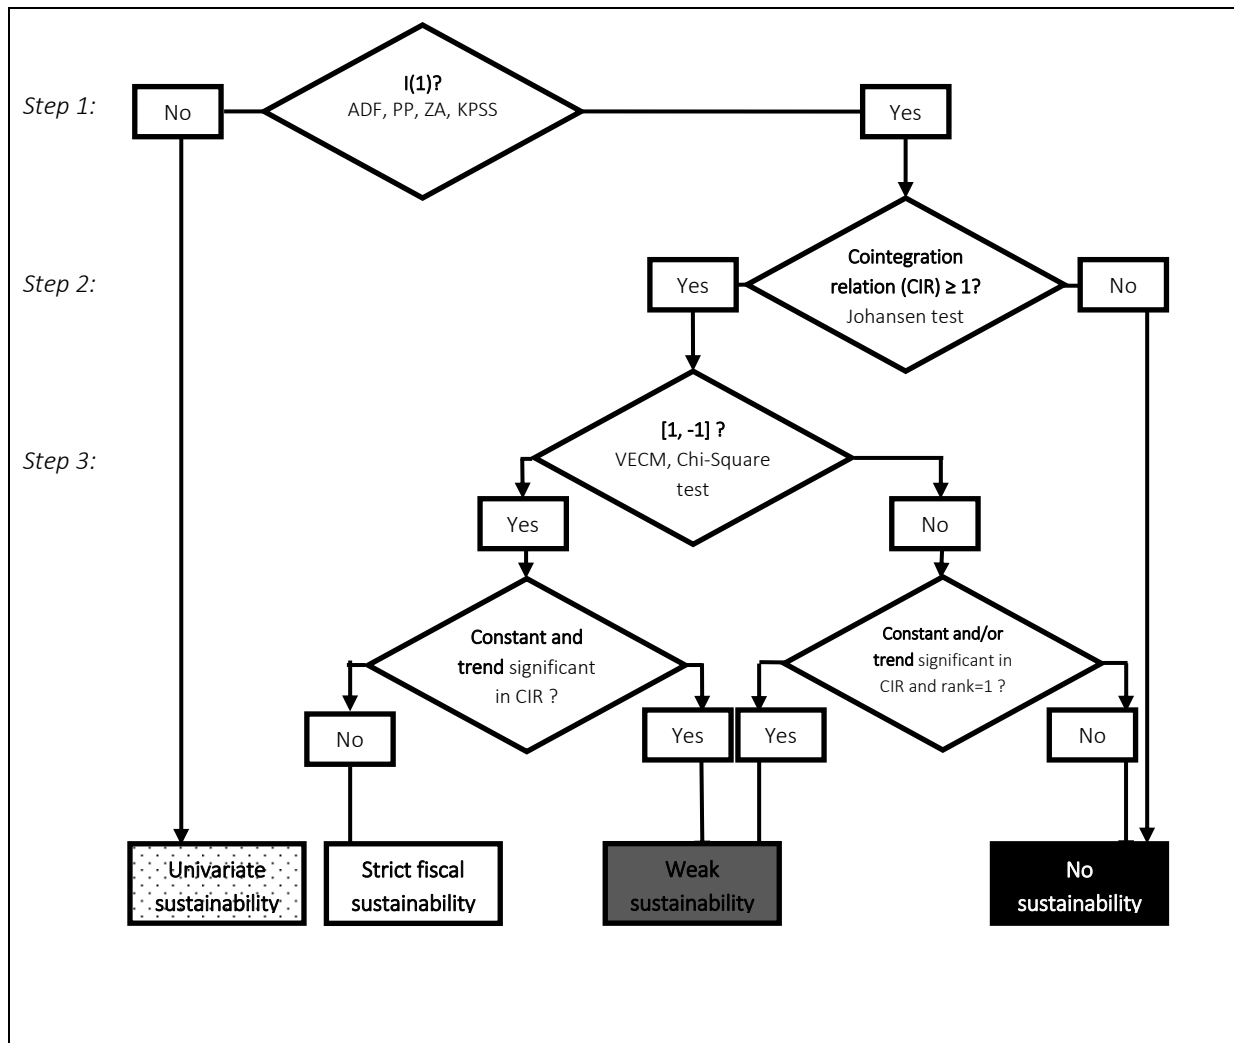 I(1)?
Step 1:
No
ADF, PP, ZA, KPSS
Yes
Cointegration
Step 2:
Yes
relation (CIR) ≥ 1?
No
Johansen test
[1, -1] ?
Step 3:
VECM, Chi-Square
test
Yes
No
Constant and
trend significant
in CIR ?
Constant and/or
trend significant in
CIR and rank=1 ?
No
Yes
Yes
No
Univariate
sustainability
Strict fiscal
sustainability
Weak
sustainability
No
sustainability